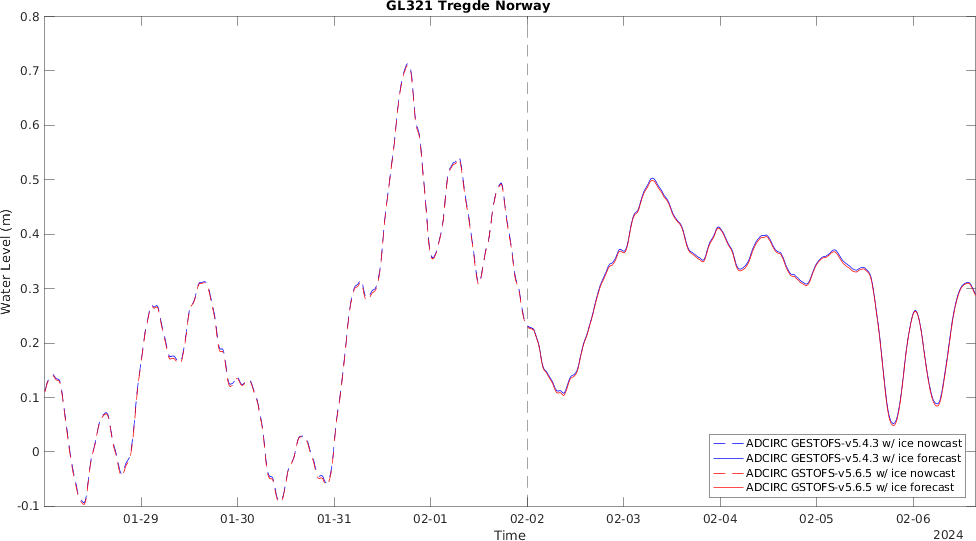 GL321 Tregde Norway
0.8
0.7
0.6
0.5
0.4
0.3
0.2
0.1
0
-0.1
Water Level (m)
01-29 01-30 01-31 02-01 02-02 02-03 02-04 02-05 02-06
Time
2024
ADCIRC GESTOFS-v5.4.3 w/ ice nowcast
ADCIRC GESTOFS-v5.4.3 w/ ice forecast
ADCIRC GSTOFS-v5.6.5 w/ ice nowcast
ADCIRC GSTOFS-v5.6.5 w/ ice forecast